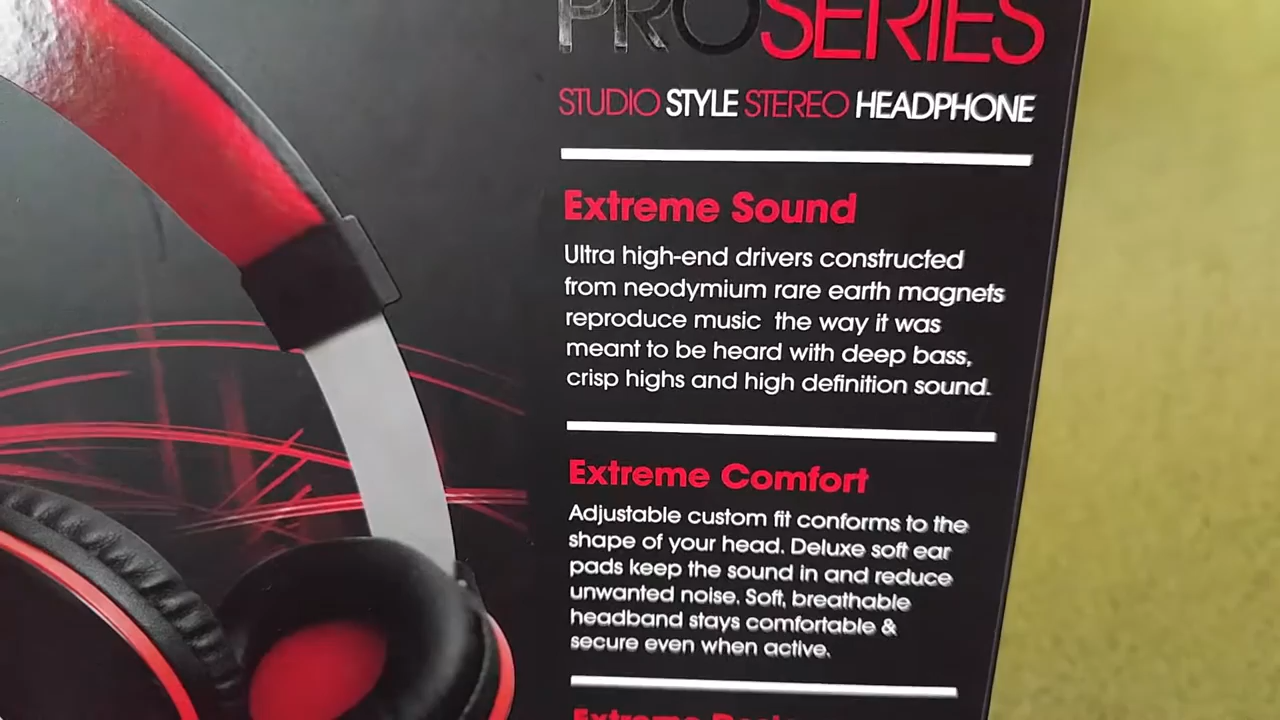 PROSERIES
STUDIO STYLE STEREO HEADPHONE
Extreme Sound
Ultra high-end drivers constructed
from neodymium rare earth magnets
reproduce music the way it was
meant to be heard with deep bass,
crisp highs and high definition sound.
Extreme Comfort
Adjustable custom fit conforms to the
shape of your head. Deluxe soft ear
pads keep the sound in and reduce
unwanted noise. Soft, breathable
headband stays comfortable &
secure even when active.
Extreme